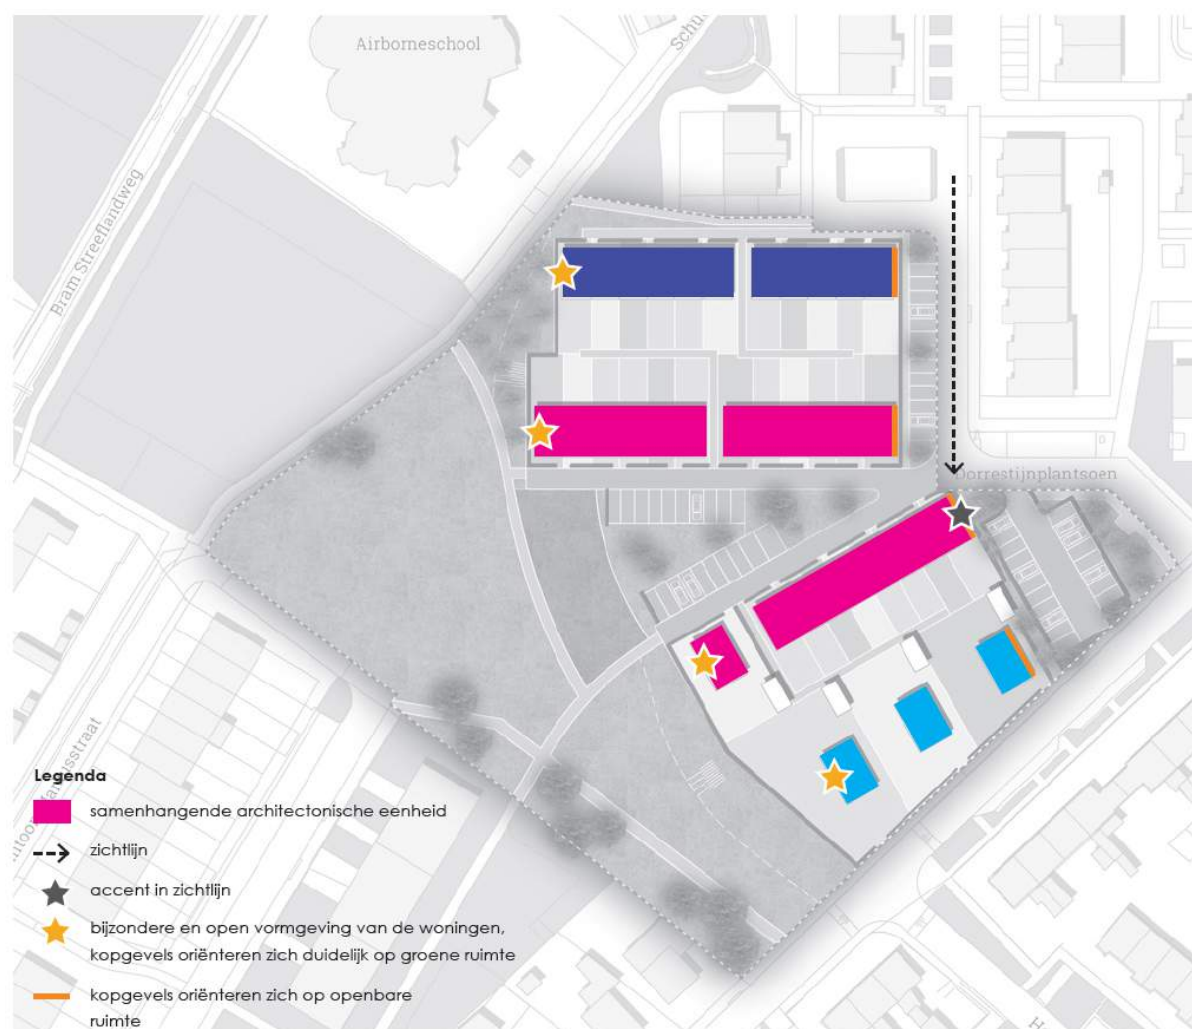 Airborneschool
Bram Streeflandweg
Dorrestijnplantsoen
Legenda
samenhangende architectonische eenheid
zichtlijn
accent in zichtlijn
bijzondere en open vormgeving van de woningen,
kopgevels oriënteren zich duidelijk op groene ruimte
kopgevels oriënteren zich op openbare
ruimte